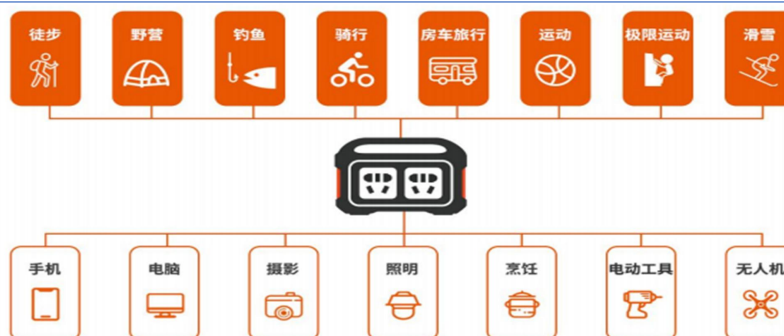 徒步
野营
钓鱼
骑行
房车旅行
运动
极限运动
滑雪
手机
电脑
摄影
照明
烹饪
电动工具
无人机